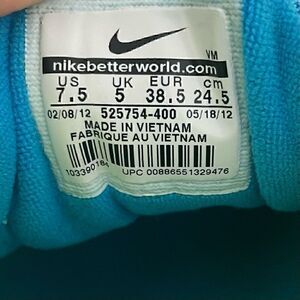 VM
nikebetterworld.com
US UK EUR cm
7.5 5 38.5 24.5
02/08/12 525754-400 05/18/12
MADE IN VIETNAM
FABRIQUE AU VIETNAM
UPC 00886551329476